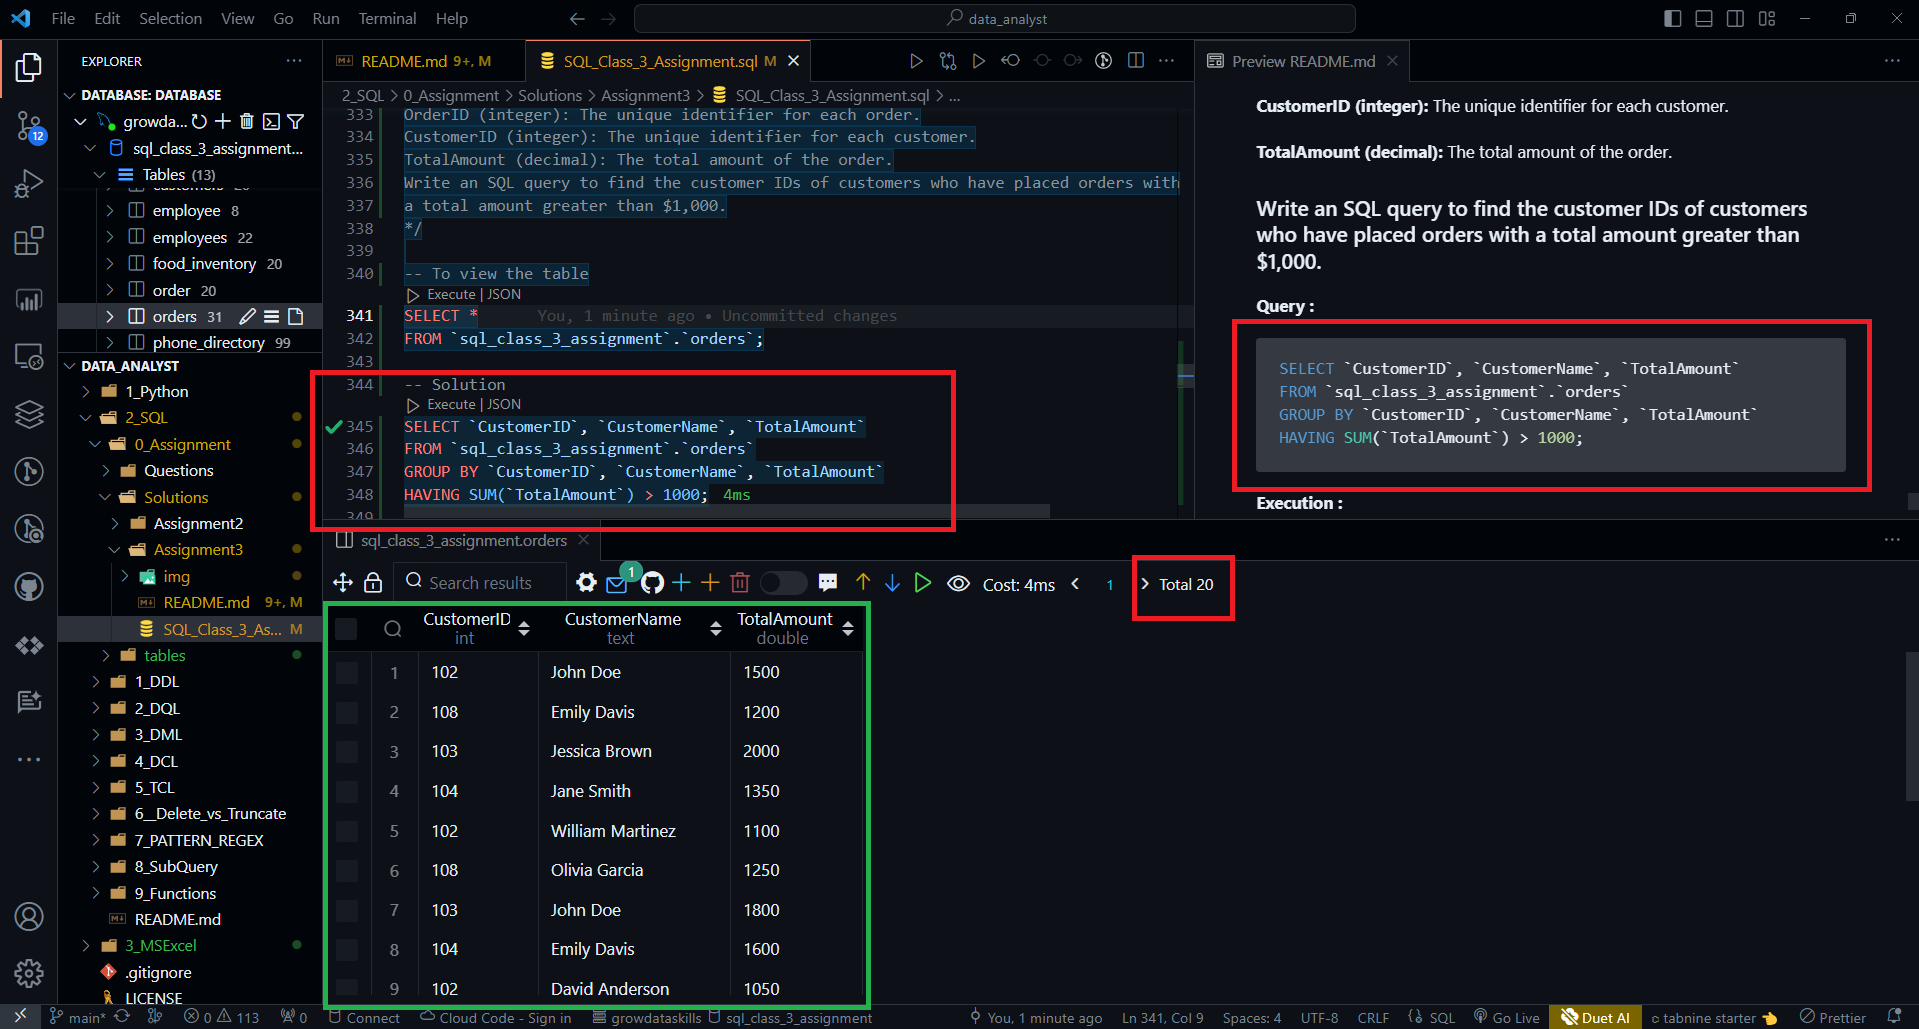 File Edit Selection View Go Run Terminal Help
data_analyst
EXPLORER
DATABASE: DATABASE
growda...
sql_class_3_assignment...
Tables (13)
employee 8
employees 22
food_inventory 20
order 20
orders 31
phone_directory 99
DATA_ANALYST
1_Python
2_SQL
0_Assignment
Questions
Solutions
Assignment2
Assignment3
img
README.md 9+, M
SQL_Class_3_As... M
tables
1_DDL
2_DQL
3_DML
4_DCL
5_TCL
6__Delete_vs_Truncate
7_PATTERN_REGEX
8_SubQuery
9_Functions
README.md
3_MSExcel
.gitignore
LICENSE
12
README.md 9+, M
SQL_Class_3_Assignment.sql M
2_SQL > 0_Assignment > Solutions > Assignment3 > SQL_Class_3_Assignment.sql > ...
333 OrderID (integer): The unique identifier for each order.
334 CustomerID (integer): The unique identifier for each customer.
335 TotalAmount (decimal): The total amount of the order.
336 Write an SQL query to find the customer IDs of customers who have placed orders with
337 a total amount greater than $1,000.
338 */
339
340 -- To view the table
Execute | JSON
341 SELECT * You, 1 minute ago • Uncommitted changes
342 FROM `sql_class_3_assignment`.`orders`;
343
344 -- Solution
Execute | JSON
345 SELECT `CustomerID`, `CustomerName`, `TotalAmount`
346 FROM `sql_class_3_assignment`.`orders`
347 GROUP BY `CustomerID`, `CustomerName`, `TotalAmount`
348 HAVING SUM(`TotalAmount`) > 1000; 4ms
349
Preview README.md
CustomerID (integer): The unique identifier for each customer.
TotalAmount (decimal): The total amount of the order.
Write an SQL query to find the customer IDs of customers
who have placed orders with a total amount greater than
$1,000.
Query :
SELECT `CustomerID`, `CustomerName`, `TotalAmount`
FROM `sql_class_3_assignment`.`orders`
GROUP BY `CustomerID`, `CustomerName`, `TotalAmount`
HAVING SUM(`TotalAmount`) > 1000;
Execution :
sql_class_3_assignment.orders
Search results 1 Cost: 4ms < 1 > Total 20
CustomerID CustomerName TotalAmount
int text double
1 102 John Doe 1500
2 108 Emily Davis 1200
3 103 Jessica Brown 2000
4 104 Jane Smith 1350
5 102 William Martinez 1100
6 108 Olivia Garcia 1250
7 103 John Doe 1800
8 104 Emily Davis 1600
9 102 David Anderson 1050
main* 0 113 0 Connect Cloud Code - Sign in growdataskills sql_class_3_assignment You, 1 minute ago Ln 341, Col 9 Spaces: 4 UTF-8 CRLF SQL Go Live Duet AI tabnine starter Prettier